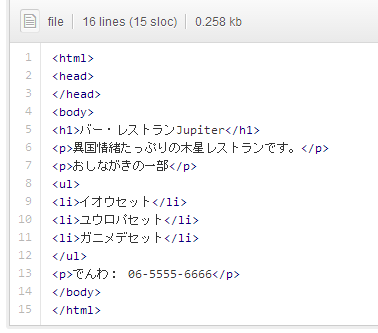 file 16 lines (15 sloc) 0.258 kb
1 <html>
2 <head>
3 </head>
4 <body>
5 <h1>バー・レストランJupiter</h1>
6 <p>異国情緒たっぷりの木星レストランです。</p>
7 <p>おしながきの一部</p>
8 <ul>
9 <li>イオウセット</li>
10 <li>ユウロパセット</li>
11 <li>ガニメデセット</li>
12 </ul>
13 <p>でんわ： 06-5555-6666</p>
14 </body>
15 </html>